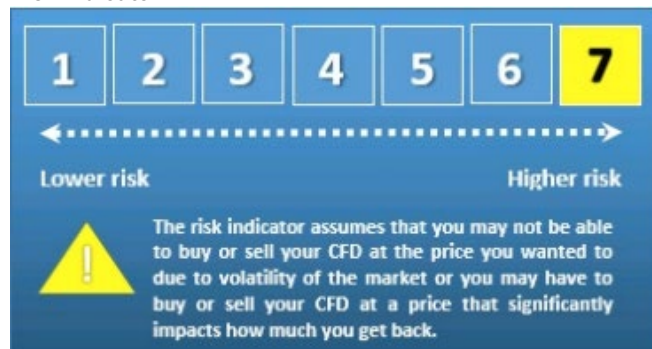 1 2 3 4 5 6 7
Lower risk Higher risk
!
The risk indicator assumes that you may not be able
to buy or sell your CFD at the price you wanted to
due to volatility of the market or you may have to
buy or sell your CFD at a price that significantly
impacts how much you get back.